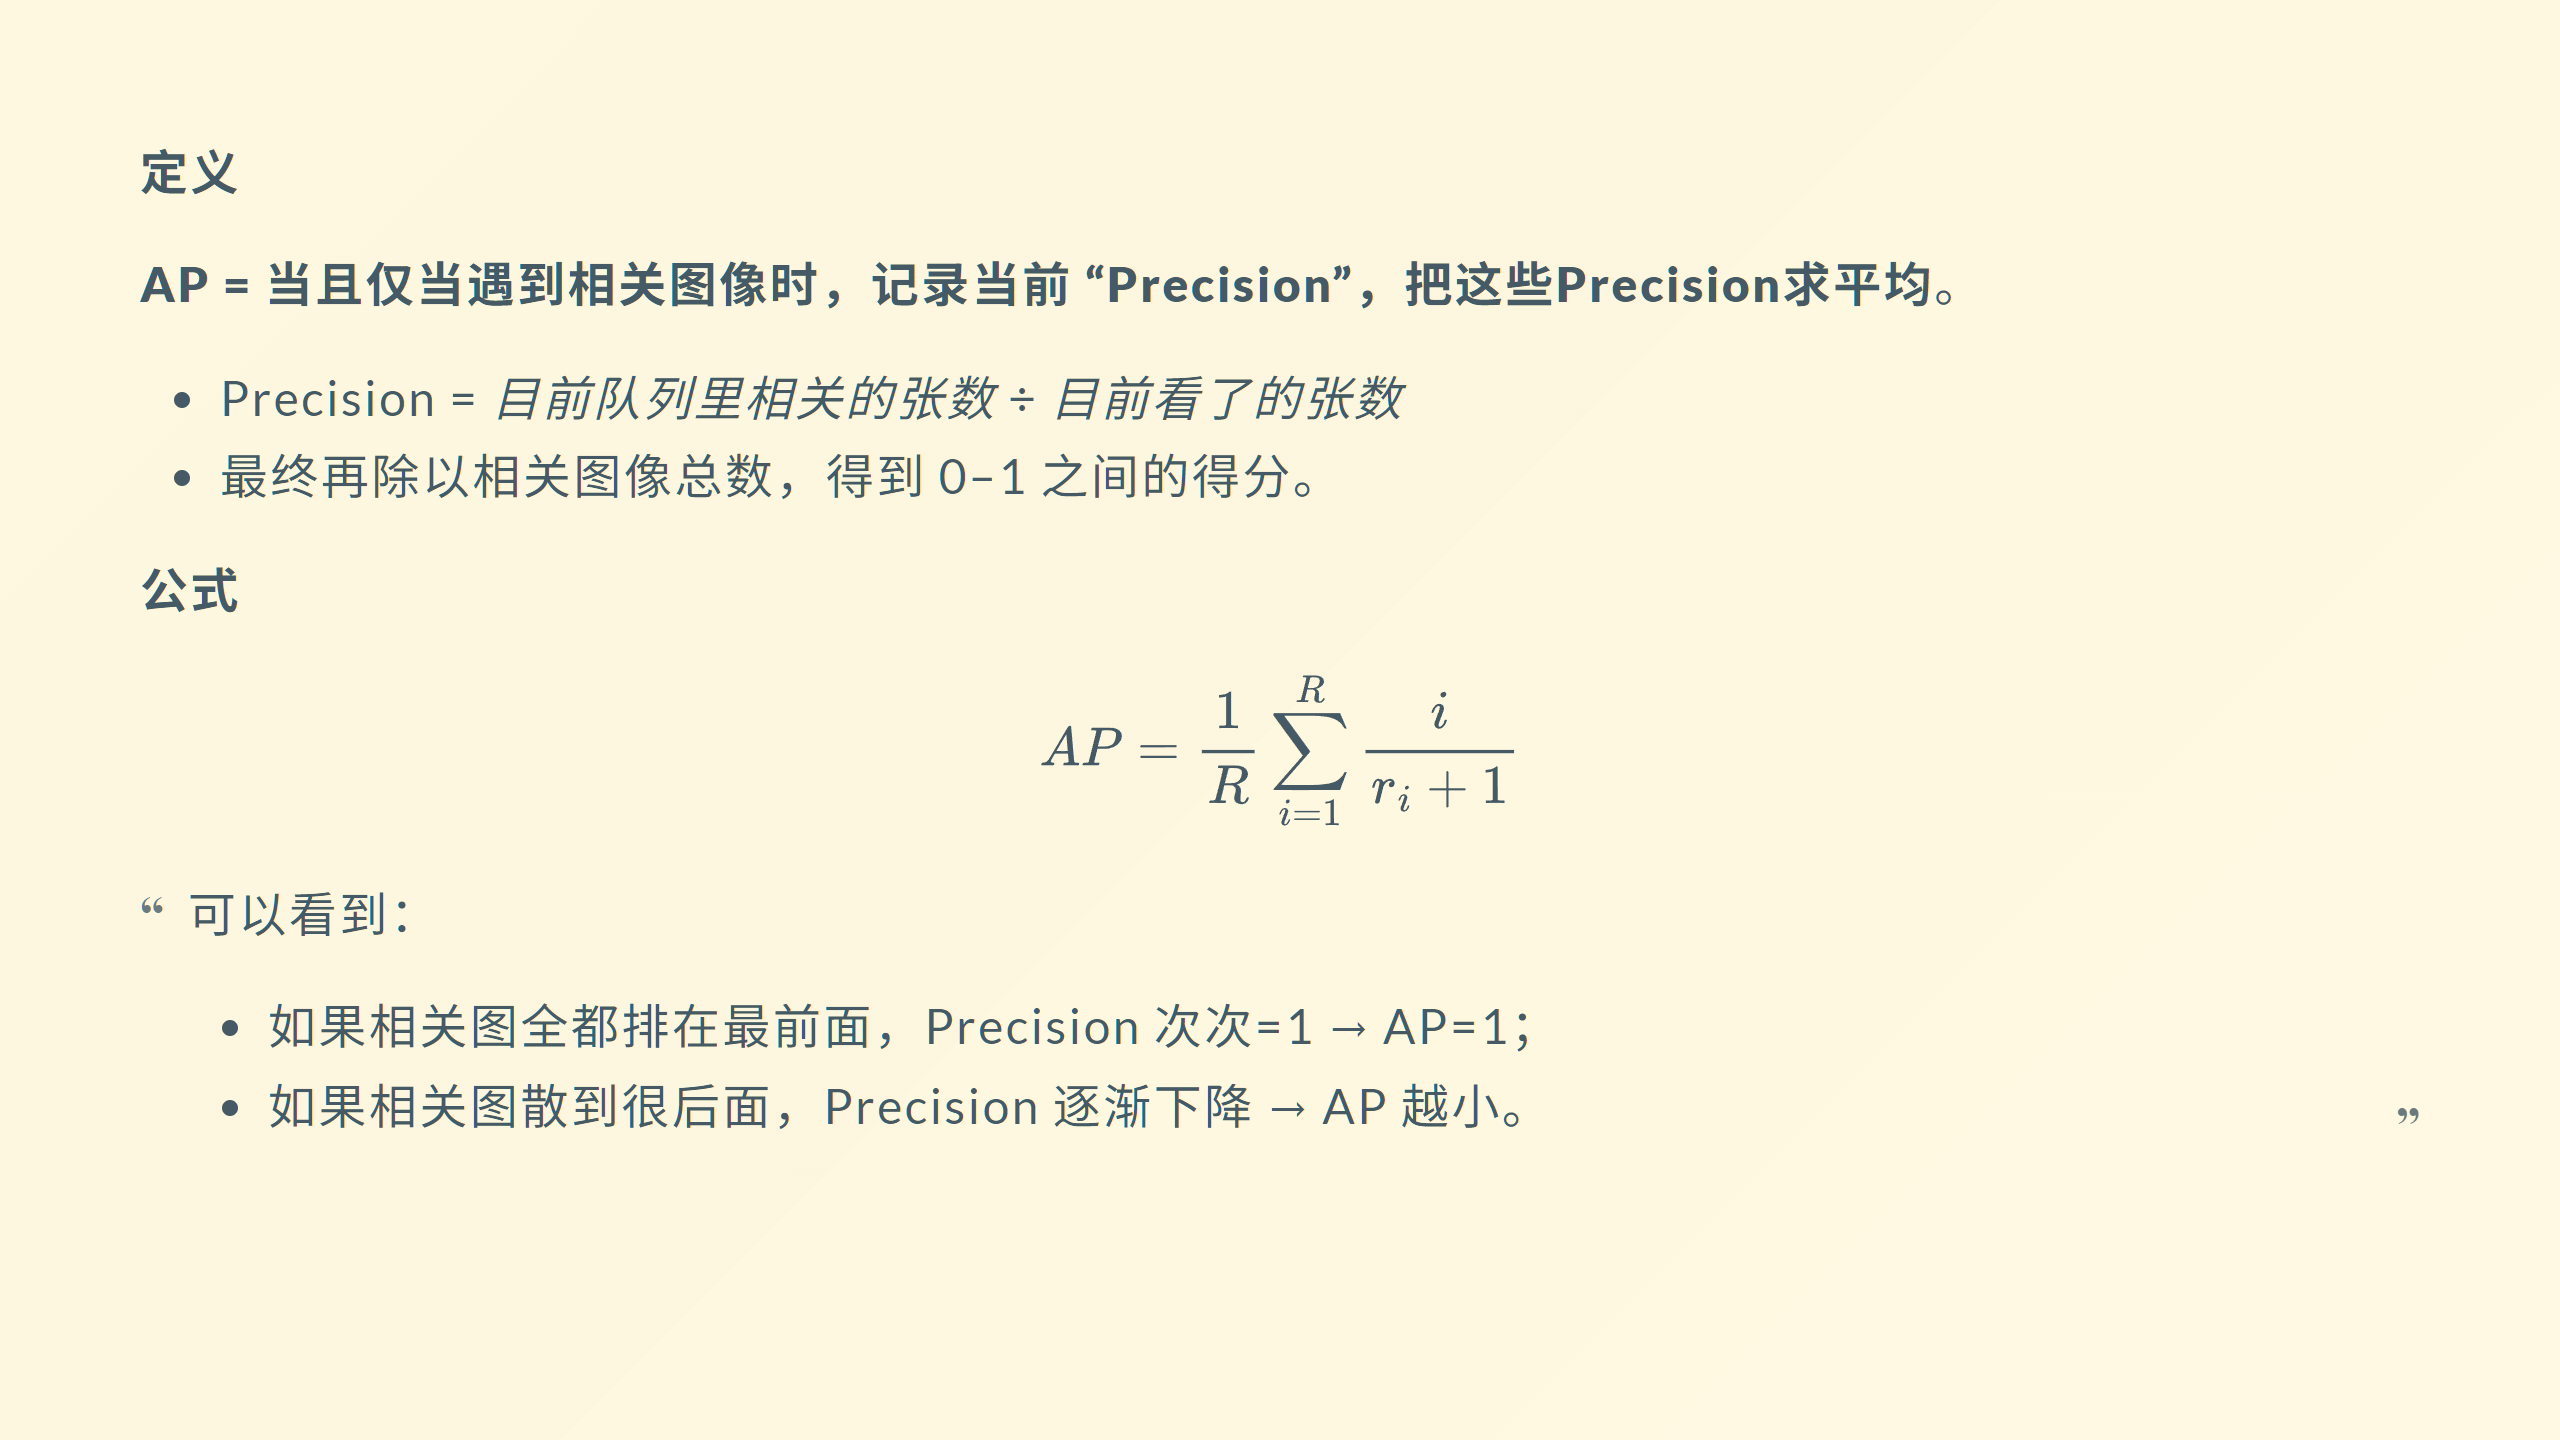 定义
AP = 当且仅当遇到相关图像时，记录当前 “Precision”，把这些Precision求平均。
• Precision = 目前队列里相关的张数 ÷ 目前看了的张数
• 最终再除以相关图像总数，得到 0–1 之间的得分。
公式
$AP = \frac{1}{R} \sum_{i=1}^{R} \frac{i}{r_i + 1}$
“ 可以看到：
• 如果相关图全都排在最前面，Precision 次次=1 → AP=1；
• 如果相关图散到很后面，Precision 逐渐下降 → AP 越小。 ”